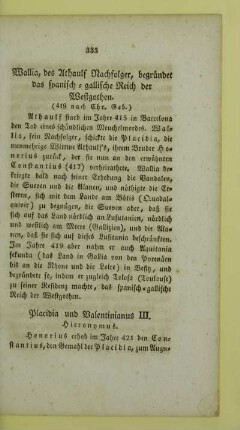 333
Wallia, des Athaulf Nachfolger, begründet
das spanisch = gallische Reich der
Westgothen.
(419 nach Chr. Geb.)
Athaulf starb im Jahre 415 in Barcelona
den Tod eines schändlichen Meuchelmordes. Wal-
lia, sein Nachfolger, schickte die Placidia, die
nunmehrige Wittwe Athaulf's, ihrem Bruder Ho-
norius zurück, der sie nun an den erwähnten
Constantius (417) verheirathete. Wallia be-
kriegte bald nach seiner Erhebung die Vandalen,
die Sueven und die Alanen, und nöthigte die Er-
steren, sich mit dem Lande am Bötis (Quadal-
quivir) zu begnügen, die Sueven aber, daß sie
sich auf das Land nördlich an Lusitanien, nördlich
und westlich am Meere (Gallizien), und die Ala-
nen, daß sie sich auf dieses Lusitania beschränkten.
Im Jahre 419 aber nahm er auch Aquitania
sekunda (das Land in Gallia von den Pyrenäen
bis an die Rhone und die Loire) in Besitz, und
begründete so, indem er zugleich Tolosa (Toulouse)
zu seiner Residenz machte, das spanisch=gallische
Reich der Westgothen.
Placidia und Valentinianus III.
Hieronymus.
Honorius erhob im Jahre 421 den Con-
stantius, den Gemahl der Placidia, zum Augu-